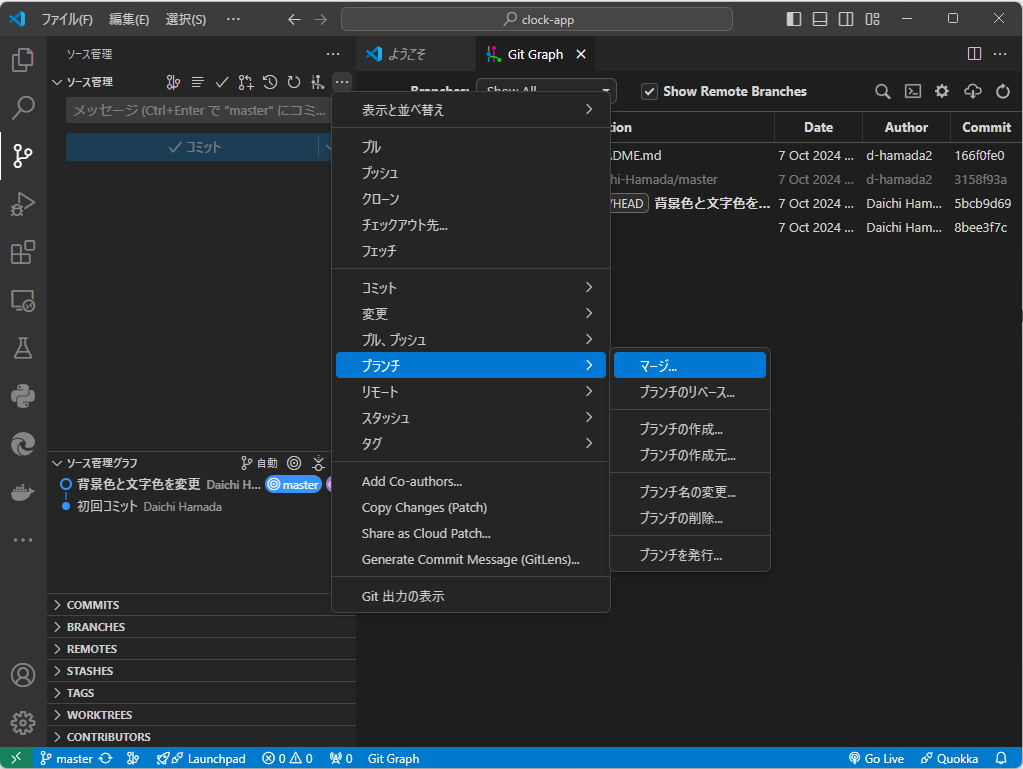 ファイル(F) 編集(E) 選択(S) ... clock-app
ソース管理 ...
ようこそ
Git Graph
ソース管理
メッセージ (Ctrl+Enter で "master" にコミ...
コミット
Show All
Show Remote Branches
Date Author Commit
DME.md 7 Oct 2024 ... d-hamada2 166f0fe0
hi-Hamada/master 7 Oct 2024 ... d-hamada2 3158f93a
/HEAD 背景色と文字色を... 7 Oct 2024 ... Daichi Ham... 5bcb9d69
7 Oct 2024 ... Daichi Ham... 8bee3f7c
表示と並べ替え
プル
プッシュ
クローン
チェックアウト先...
フェッチ
コミット
変更
プル、プッシュ
ブランチ
リモート
スタッシュ
タグ
Add Co-authors...
Copy Changes (Patch)
Share as Cloud Patch...
Generate Commit Message (GitLens)...
Git 出力の表示
マージ...
ブランチのリベース...
ブランチの作成...
ブランチの作成元...
ブランチ名の変更...
ブランチの削除...
ブランチを発行...
ソース管理グラフ 自動
背景色と文字色を変更 Daichi H... master
初回コミット Daichi Hamada
COMMITS
BRANCHES
REMOTES
STASHES
TAGS
WORKTREES
CONTRIBUTORS
master Launchpad 0 0 0 Git Graph Go Live Quokka